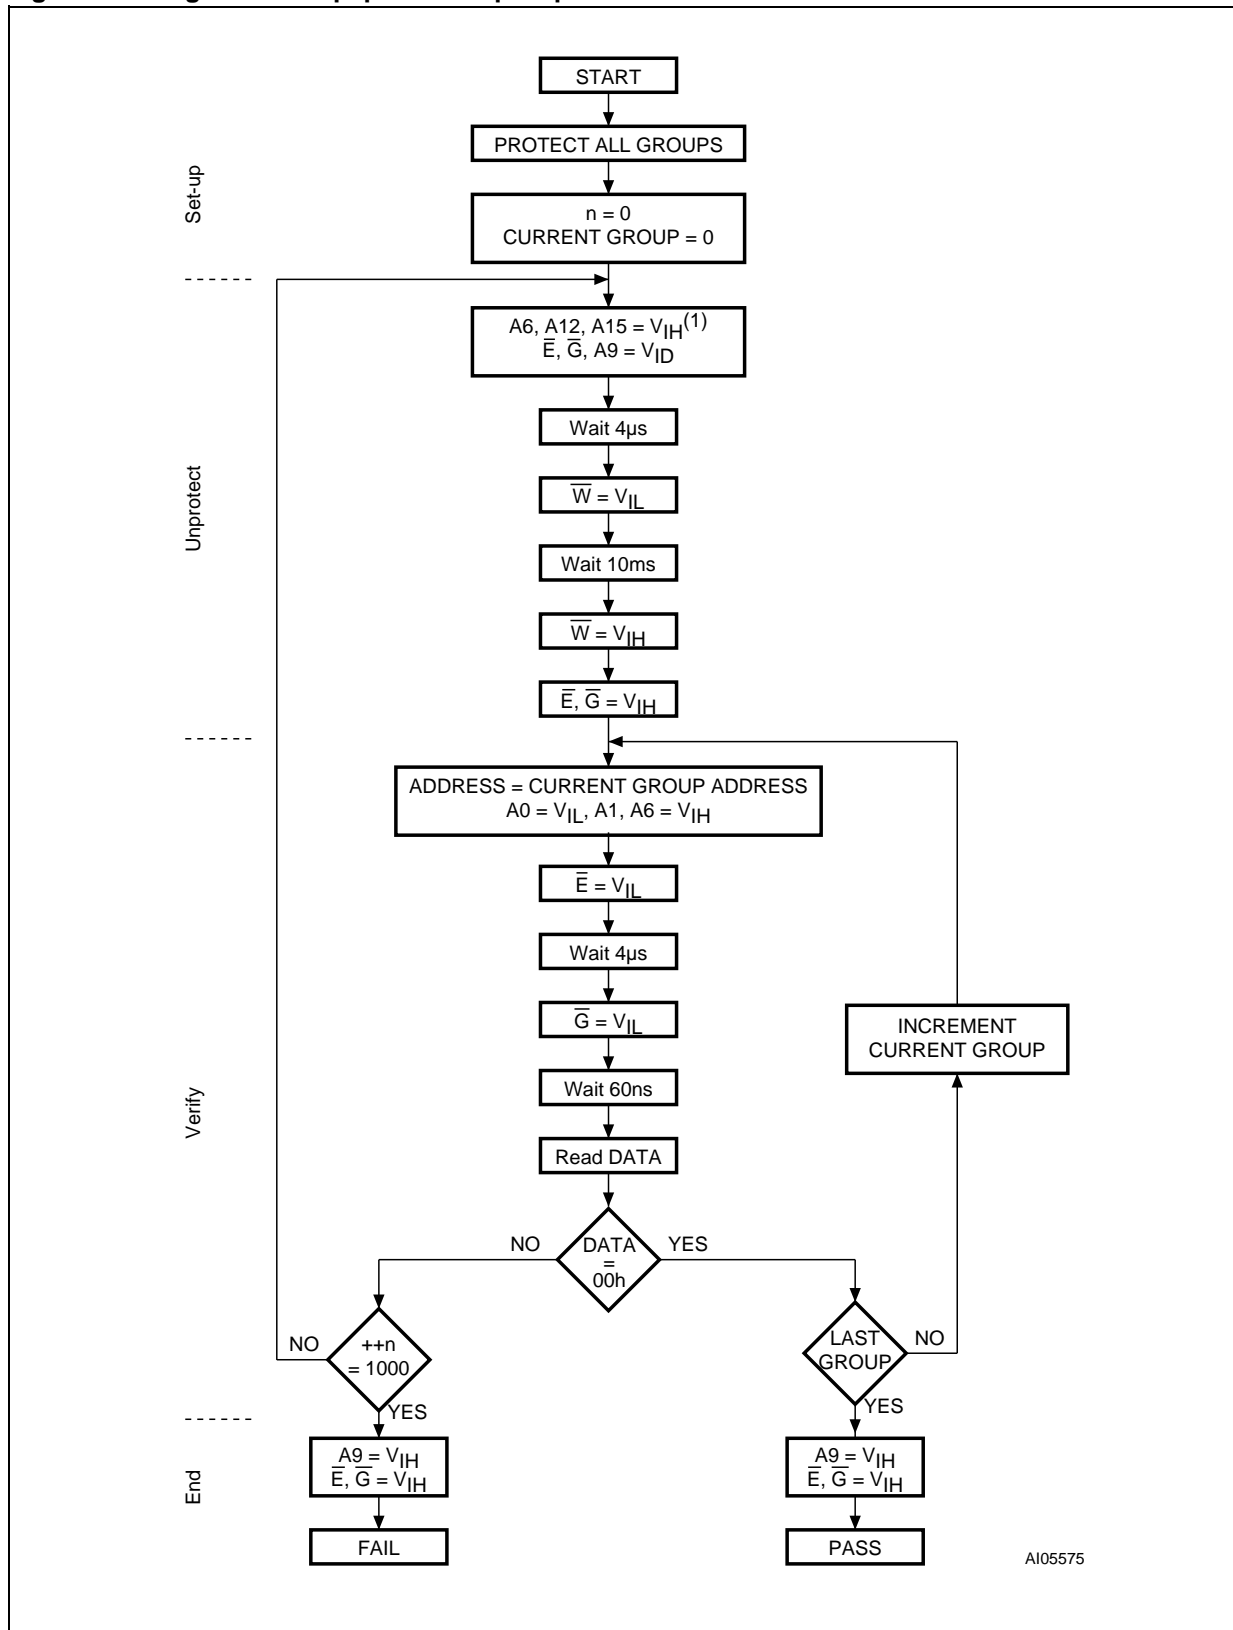 START
PROTECT ALL GROUPS
Set-up
n = 0
CURRENT GROUP = 0
A6, A12, A15 = VIH(1)
E̅, G̅, A9 = VID
Wait 4µs
W̅ = VIL
Unprotect
Wait 10ms
W̅ = VIH
E̅, G̅ = VIH
ADDRESS = CURRENT GROUP ADDRESS
A0 = VIL, A1, A6 = VIH
E̅ = VIL
Wait 4µs
G̅ = VIL
INCREMENT
CURRENT GROUP
Wait 60ns
Verify
Read DATA
DATA
=
00h
NO
YES
++n
= 1000
NO
YES
LAST
GROUP
NO
YES
End
A9 = VIH
E̅, G̅ = VIH
A9 = VIH
E̅, G̅ = VIH
FAIL
PASS
AI05575